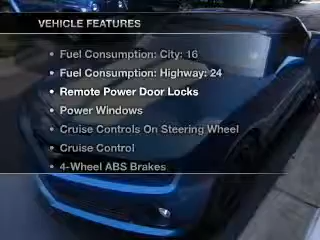 VEHICLE FEATURES
• Fuel Consumption: City: 16
• Fuel Consumption: Highway: 24
• Remote Power Door Locks
• Power Windows
• Cruise Controls On Steering Wheel
• Cruise Control
• 4-Wheel ABS Brakes